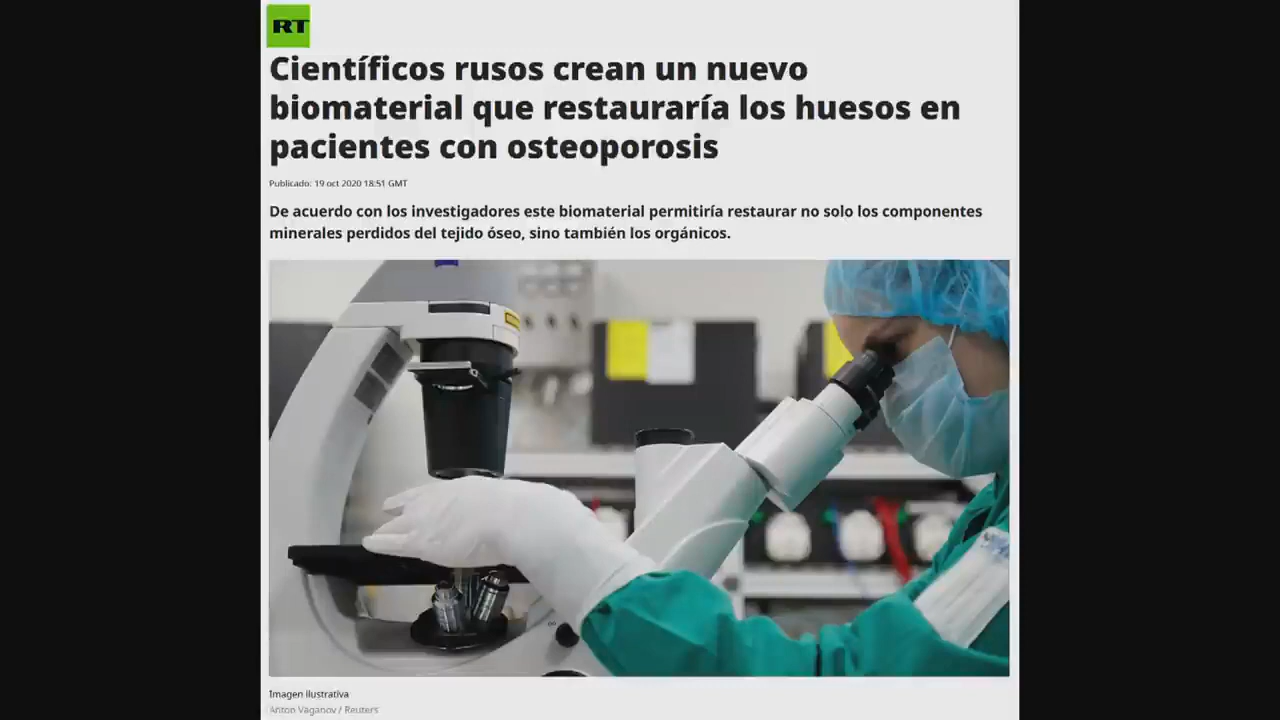 RT
Científicos rusos crean un nuevo
biomaterial que restauraría los huesos en
pacientes con osteoporosis
Publicado: 19 oct 2020 18:51 GMT
De acuerdo con los investigadores este biomaterial permitiría restaurar no solo los componentes
minerales perdidos del tejido óseo, sino también los orgánicos.
Imagen ilustrativa
Anton Vaganov / Reuters